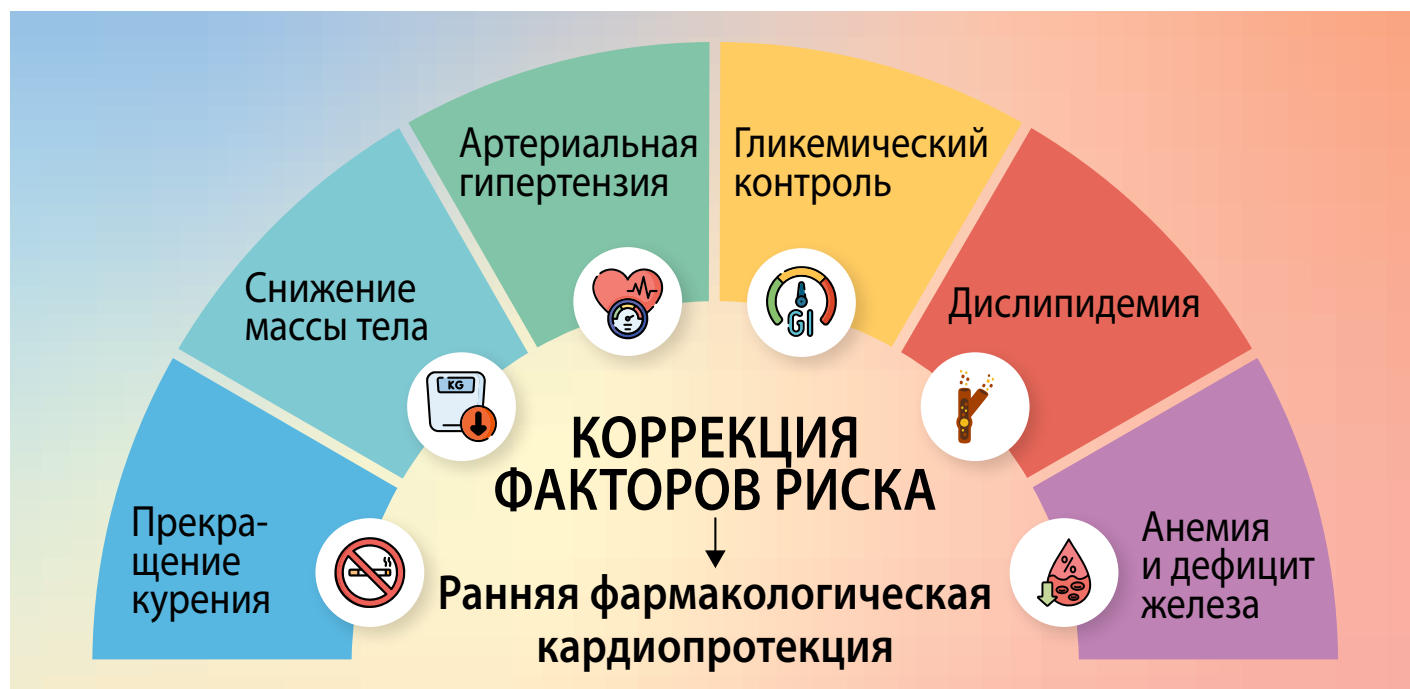 Артериальная
гипертензия
Гликемический
контроль
Снижение
массы тела
Дислипидемия
Прекра-
щение
курения
Анемия
и дефицит
железа
KG
GI
%
КОРРЕКЦИЯ
ФАКТОРОВ РИСКА
Ранняя фармакологическая
кардиопротекция